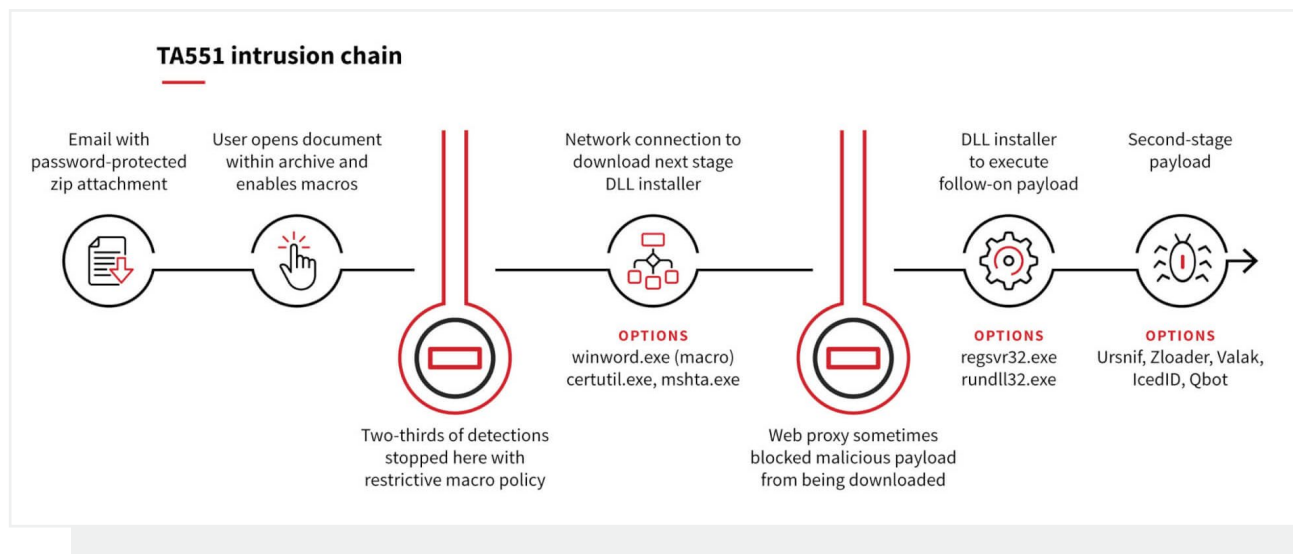 TA551 intrusion chain
Email with
password-protected
zip attachment
User opens document
within archive and
enables macros
Two-thirds of detections
stopped here with
restrictive macro policy
Network connection to
download next stage
DLL installer
OPTIONS
winword.exe (macro)
certutil.exe, mshta.exe
Web proxy sometimes
blocked malicious payload
from being downloaded
DLL installer
to execute
follow-on payload
OPTIONS
regsvr32.exe
rundll32.exe
Second-stage
payload
OPTIONS
Ursnif, Zloader, Valak,
IcedID, Qbot